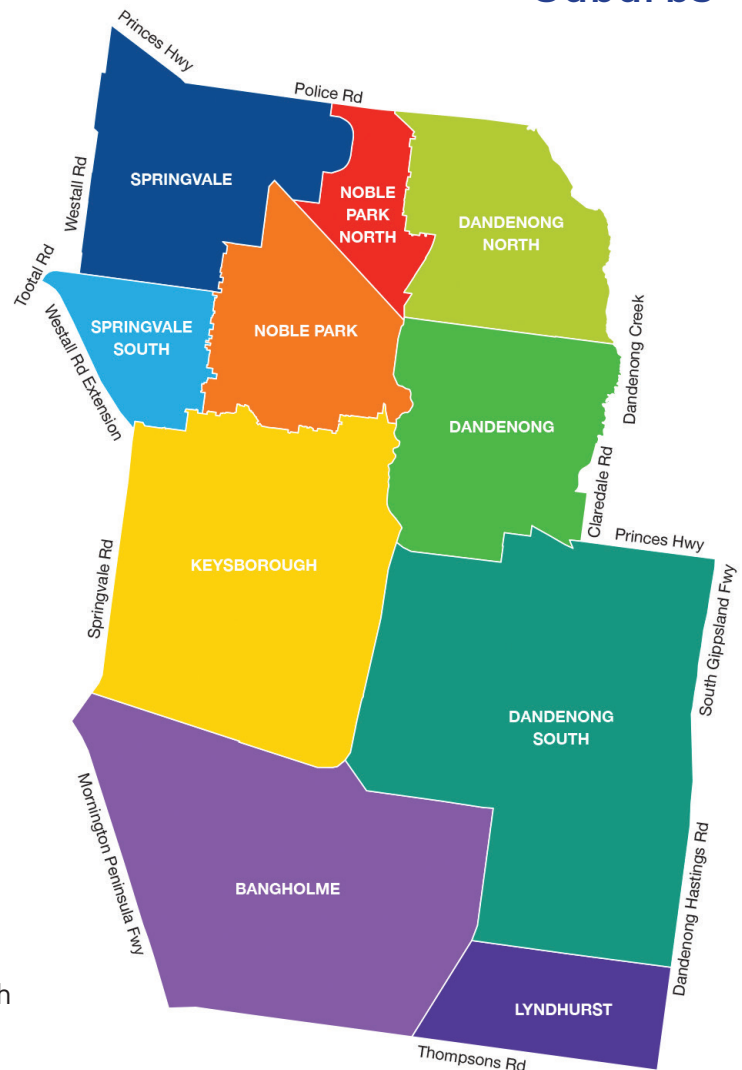 Princes Hwy
Police Rd
SPRINGVALE
Westall Rd
NOBLE
PARK
NORTH
DANDENONG
NORTH
Tootal Rd
SPRINGVALE
SOUTH
NOBLE PARK
Westall Rd Extension
Dandenong Creek
DANDENONG
Claredale Rd
Princes Hwy
KEYSBOROUGH
Springvale Rd
South Gippsland Fwy
DANDENONG
SOUTH
Mornington Peninsula Fwy
BANGHOLME
Dandenong Hastings Rd
LYNDHURST
Thompsons Rd